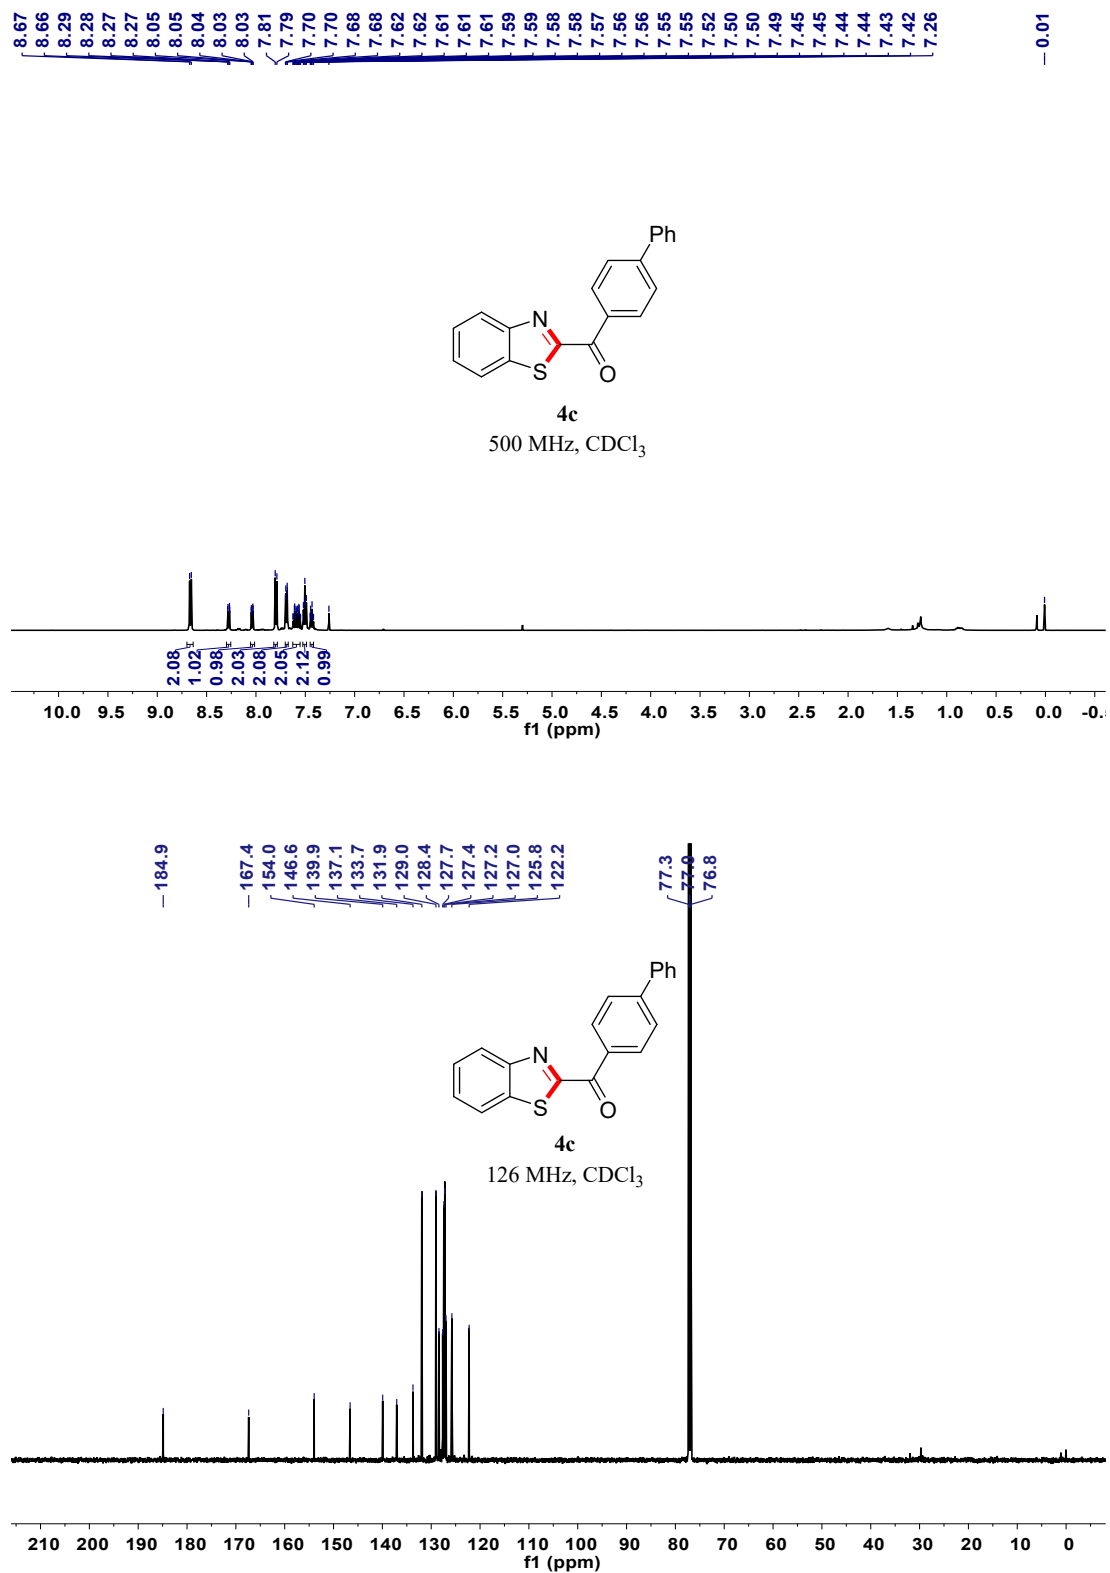 8.67 8.66 8.29 8.28 8.27 8.27 8.05 8.05 8.04 8.03 8.03 7.81 7.79 7.70 7.70 7.68 7.68 7.62 7.62 7.61 7.61 7.61 7.59 7.59 7.58 7.58 7.57 7.56 7.56 7.55 7.55 7.52 7.50 7.50 7.49 7.45 7.45 7.44 7.44 7.43 7.42 7.26 0.01
Ph
N
S
O
4c
500 MHz, CDCl3
2.08 1.02 0.98 2.03 2.08 2.05 2.12 0.99
10.0 9.5 9.0 8.5 8.0 7.5 7.0 6.5 6.0 5.5 5.0 4.5 4.0 3.5 3.0 2.5 2.0 1.5 1.0 0.5 0.0
f1 (ppm)
184.9 167.4 154.0 146.6 139.9 137.1 133.7 131.9 129.0 128.4 127.7 127.4 127.2 127.0 125.8 122.2 77.3 77.0 76.8
Ph
N
S
O
4c
126 MHz, CDCl3
210 200 190 180 170 160 150 140 130 120 110 100 90 80 70 60 50 40 30 20 10 0
f1 (ppm)